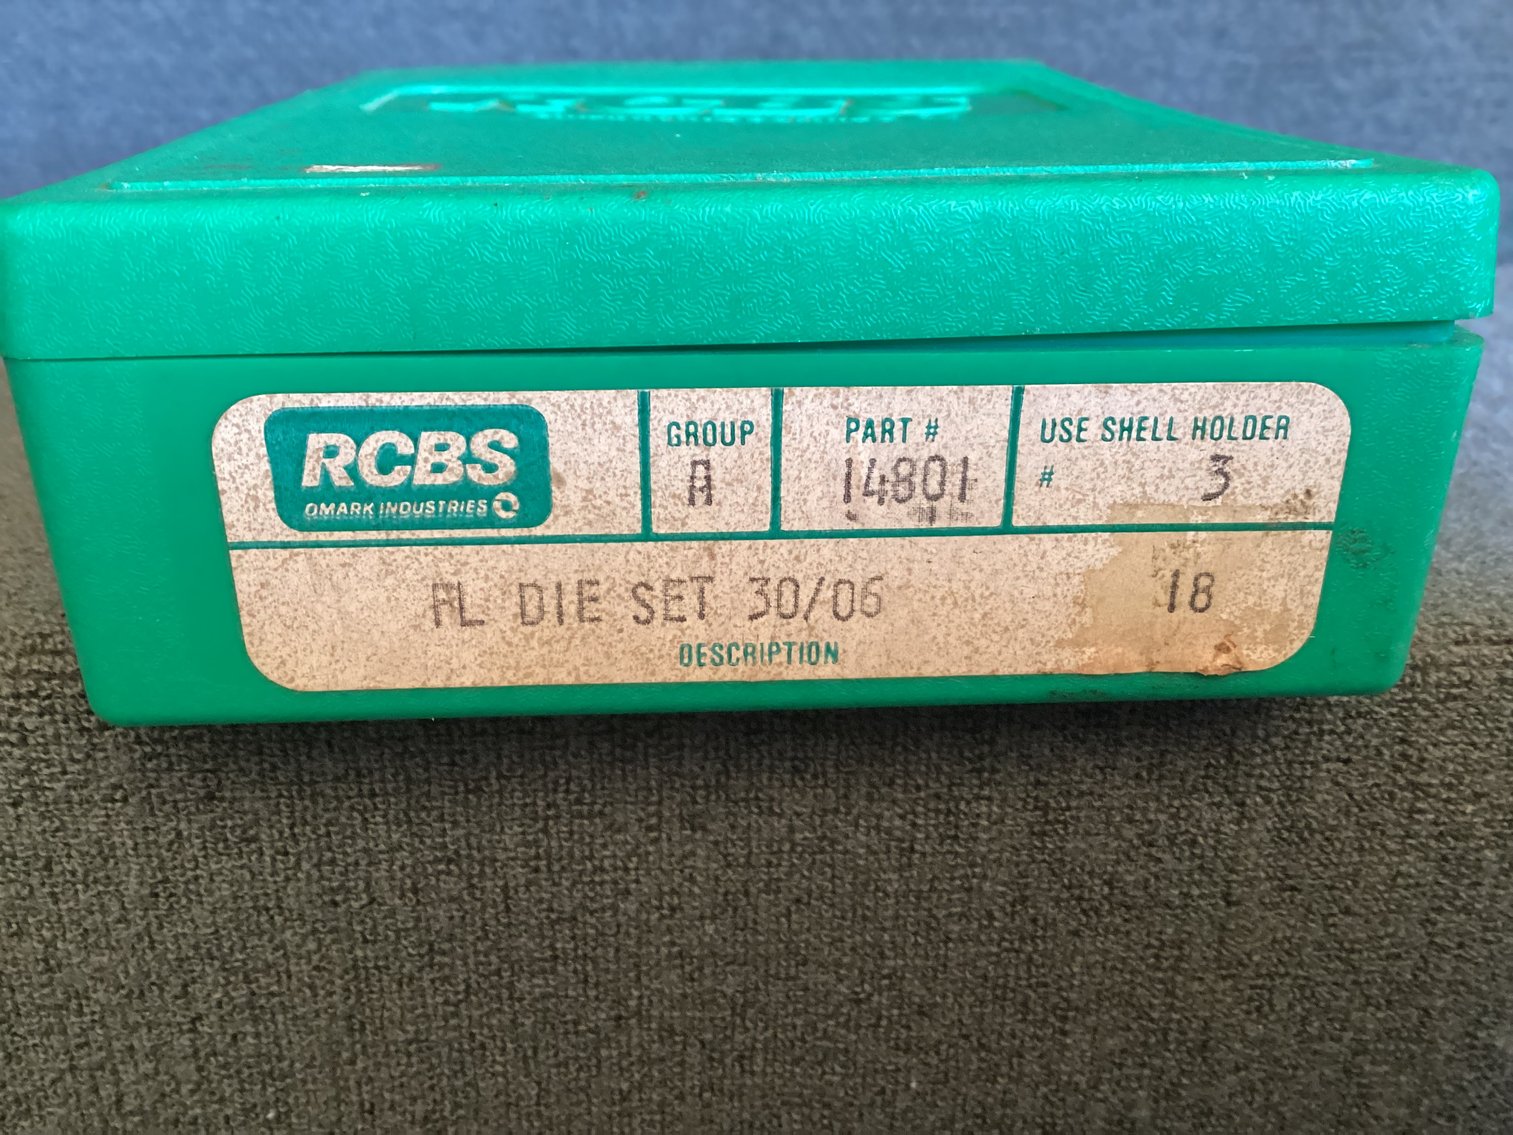 RCBS
OMARK INDUSTRIES
GROUP
A
PART #
14801
USE SHELL HOLDER
# 3
FL DIE SET 30/06 18
DESCRIPTION